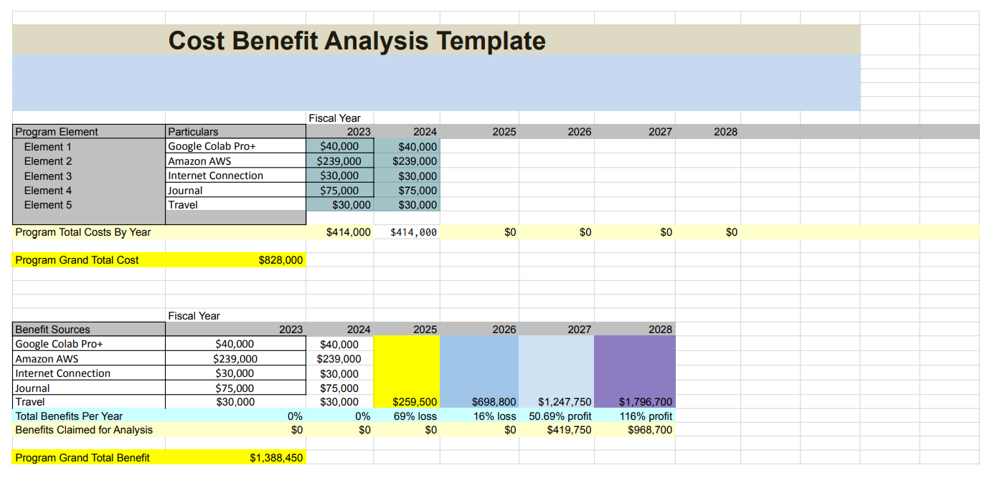 Cost Benefit Analysis Template
Fiscal Year
Program Element Particulars 2023 2024 2025 2026 2027 2028
Element 1 Google Colab Pro+ $40,000 $40,000
Element 2 Amazon AWS $239,000 $239,000
Element 3 Internet Connection $30,000 $30,000
Element 4 Journal $75,000 $75,000
Element 5 Travel $30,000 $30,000
Program Total Costs By Year $414,000 $414,000 $0 $0 $0 $0
Program Grand Total Cost $828,000
Fiscal Year
Benefit Sources 2023 2024 2025 2026 2027 2028
Google Colab Pro+ $40,000 $40,000
Amazon AWS $239,000 $239,000
Internet Connection $30,000 $30,000
Journal $75,000 $75,000
Travel $30,000 $30,000 $259,500 $698,800 $1,247,750 $1,796,700
Total Benefits Per Year 0% 0% 69% loss 16% loss 50.69% profit 116% profit
Benefits Claimed for Analysis $0 $0 $0 $0 $419,750 $968,700
Program Grand Total Benefit $1,388,450